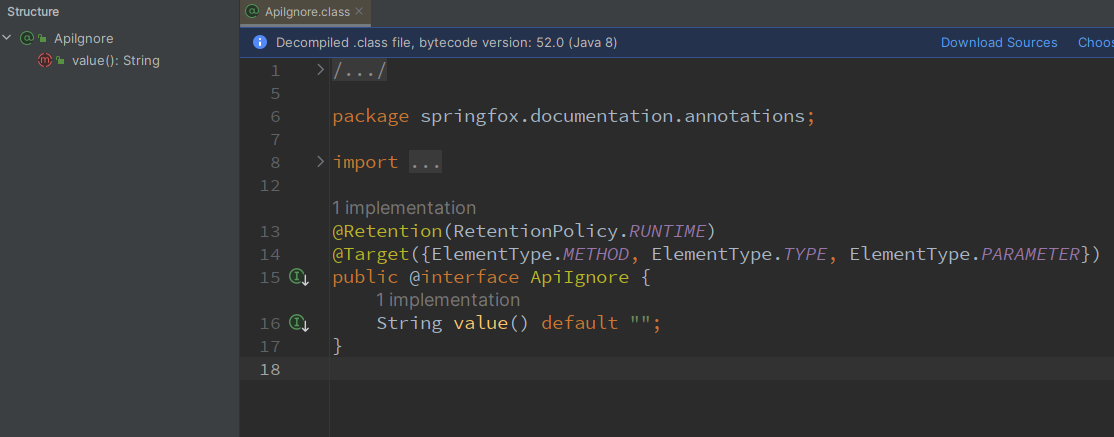 Structure
ApiIgnore
value(): String
ApiIgnore.class
Decompiled .class file, bytecode version: 52.0 (Java 8) Download Sources Choos
1 /.../
5
6 package springfox.documentation.annotations;
7
8 import ...
12
1 implementation
13 @Retention(RetentionPolicy.RUNTIME)
14 @Target({ElementType.METHOD, ElementType.TYPE, ElementType.PARAMETER})
15 public @interface ApiIgnore {
1 implementation
16 String value() default "";
17 }
18